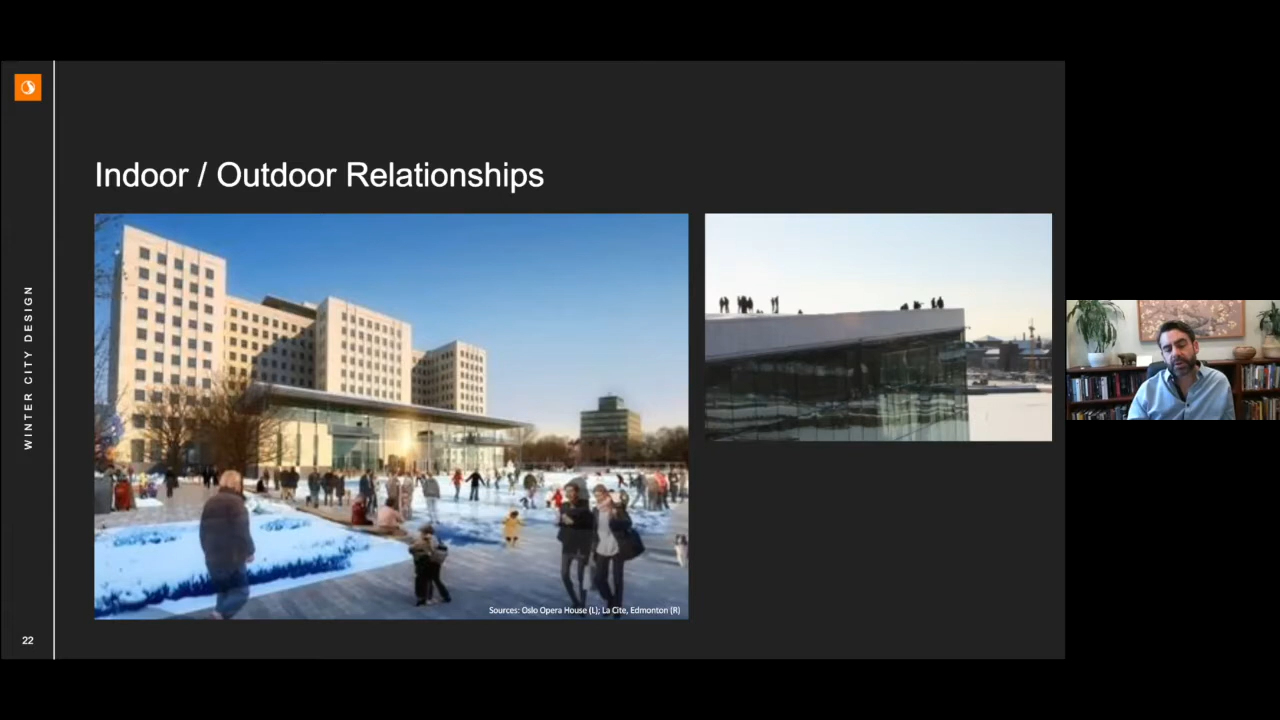 Indoor / Outdoor Relationships
WINTER CITY DESIGN
Sources: Oslo Opera House (L); La Cite, Edmonton (R)
22